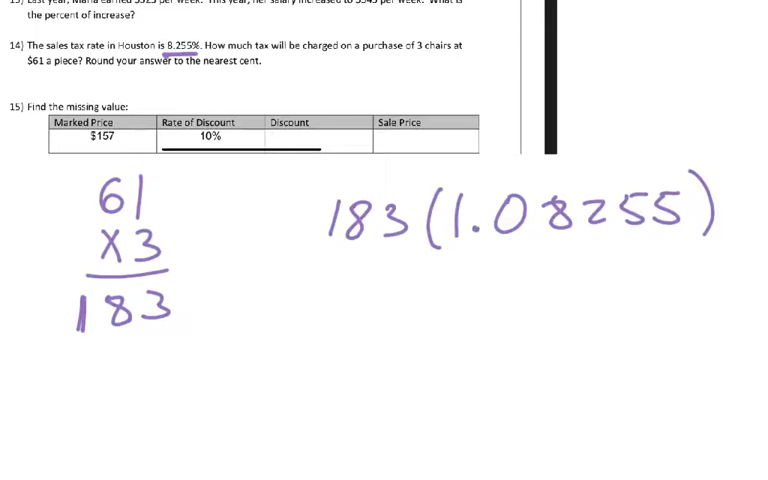 the percent of increase?
14) The sales tax rate in Houston is 8.255%. How much tax will be charged on a purchase of 3 chairs at
$61 a piece? Round your answer to the nearest cent.
15) Find the missing value:
Marked Price Rate of Discount Discount Sale Price
$157 10%
61
x3
183
183(1.08255)